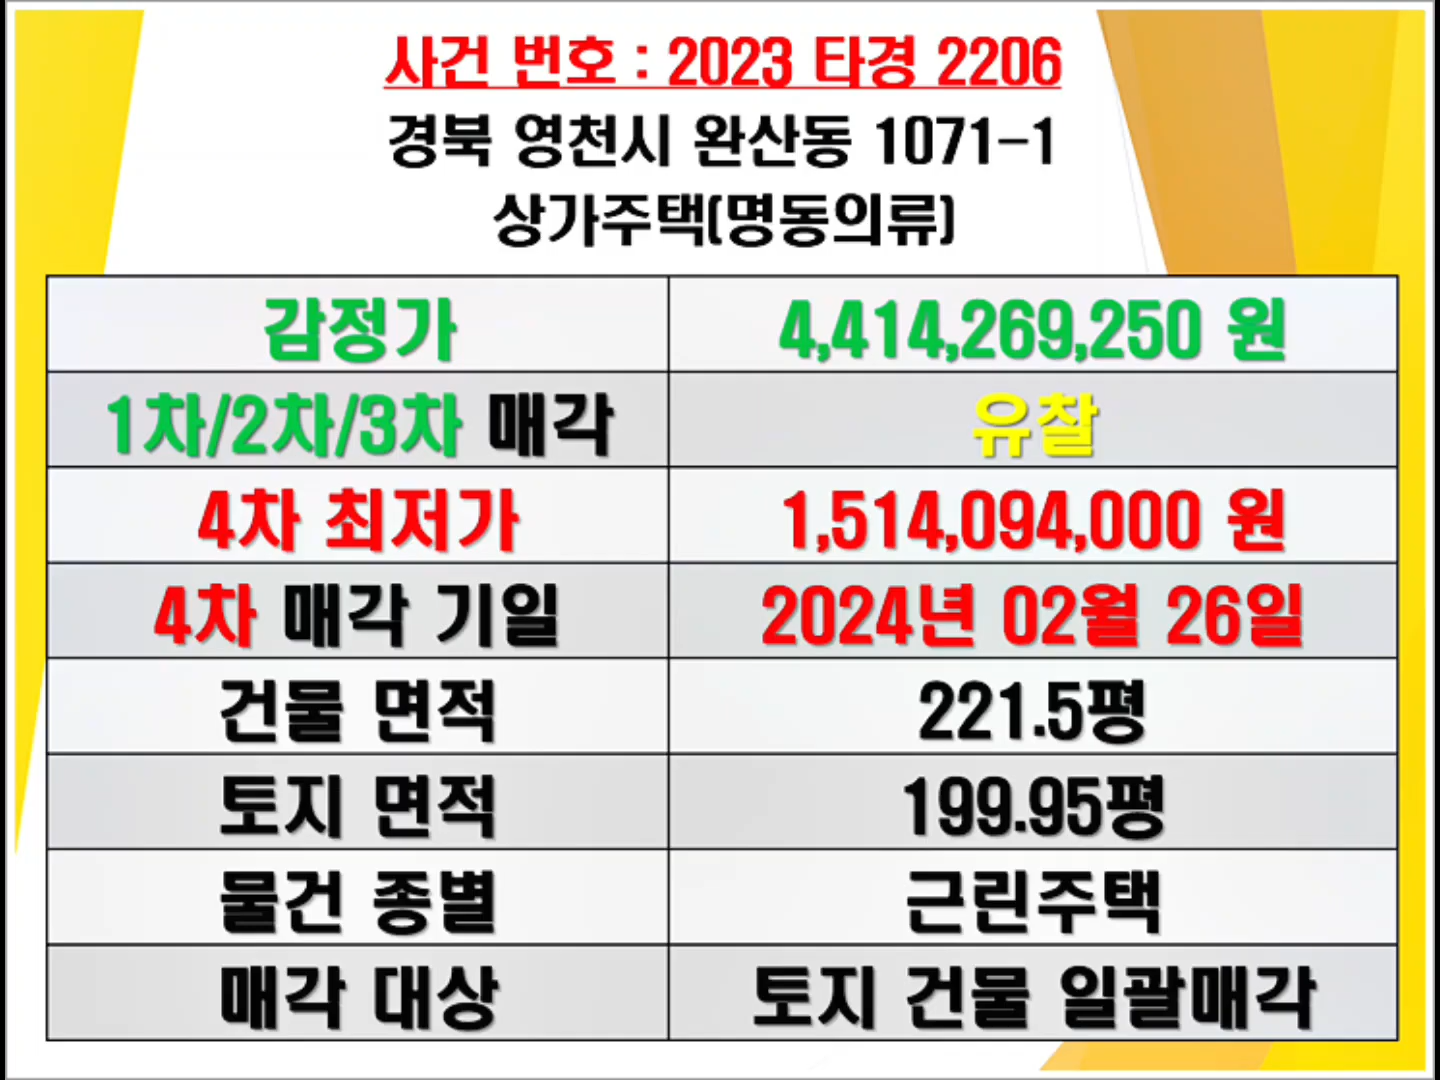 사건 번호 : 2023 타경 2206
경북 영천시 완산동 1071-1
상가주택(명동의류)
감정가 4,414,269,250 원
1차/2차/3차 매각 유찰
4차 최저가 1,514,094,000 원
4차 매각 기일 2024년 02월 26일
건물 면적 221.5평
토지 면적 199.95평
물건 종별 근린주택
매각 대상 토지 건물 일괄매각